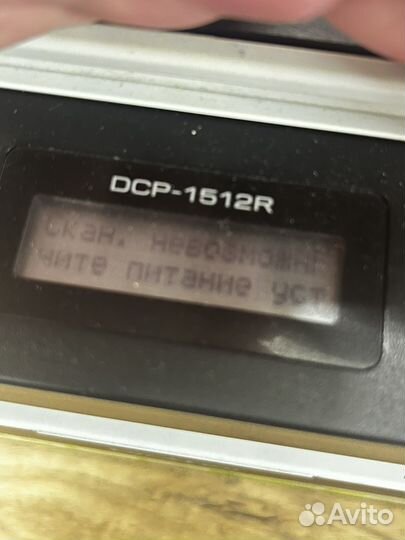 DCP-1512R
Скан. невозможн
чите питание уст
Avito